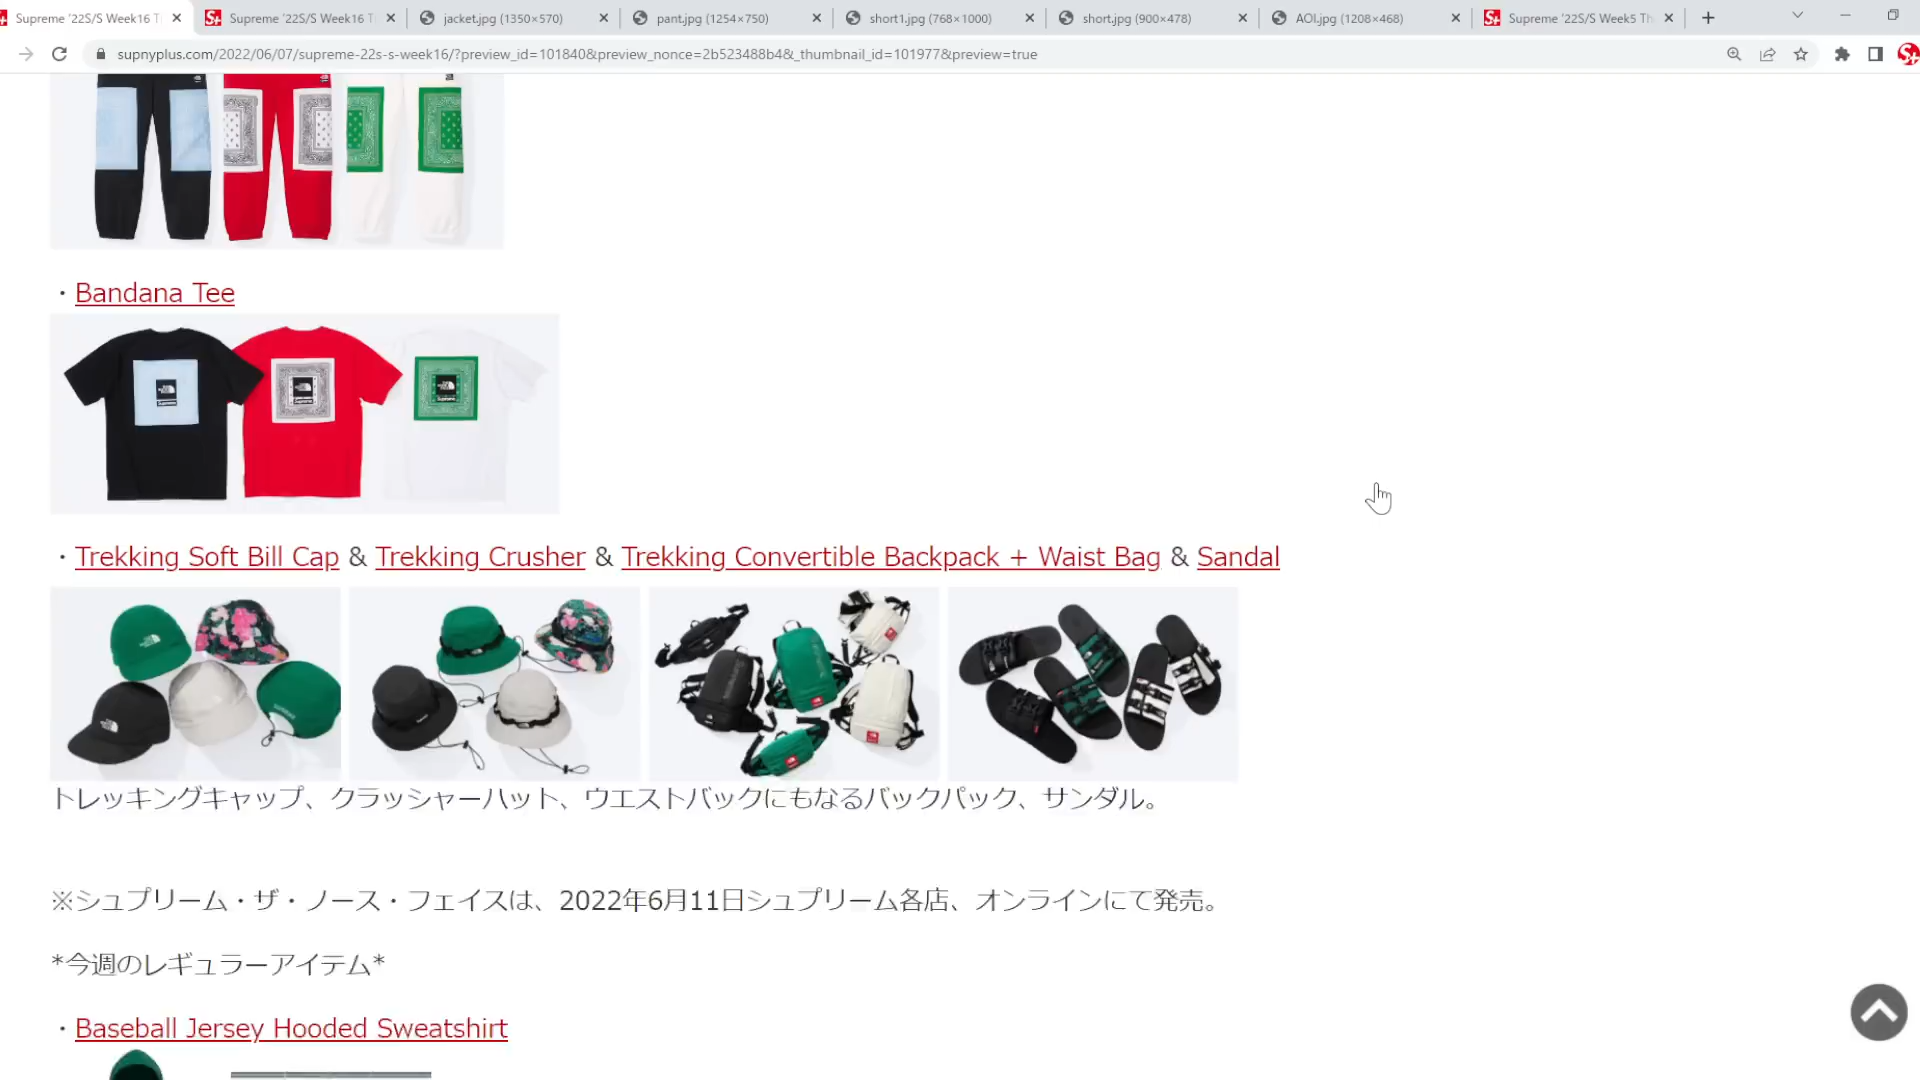 Supreme '22S/S Week16 T
Supreme '22S/S Week16 T
jacket.jpg (1350×570)
pant.jpg (1254×750)
short1.jpg (768×1000)
short.jpg (900×478)
AOI.jpg (1208×468)
Supreme '22S/S Week5 Th
supnyplus.com/2022/06/07/supreme-22s-s-week16/?preview_id=101840&preview_nonce=2b523488b4&_thumbnail_id=101977&preview=true
・Bandana Tee
・Trekking Soft Bill Cap & Trekking Crusher & Trekking Convertible Backpack + Waist Bag & Sandal
トレッキングキャップ、クラッシャーハット、ウエストバックにもなるバックパック、サンダル。
※シュプリーム・ザ・ノース・フェイスは、2022年6月11日シュプリーム各店、オンラインにて発売。
*今週のレギュラーアイテム*
・Baseball Jersey Hooded Sweatshirt